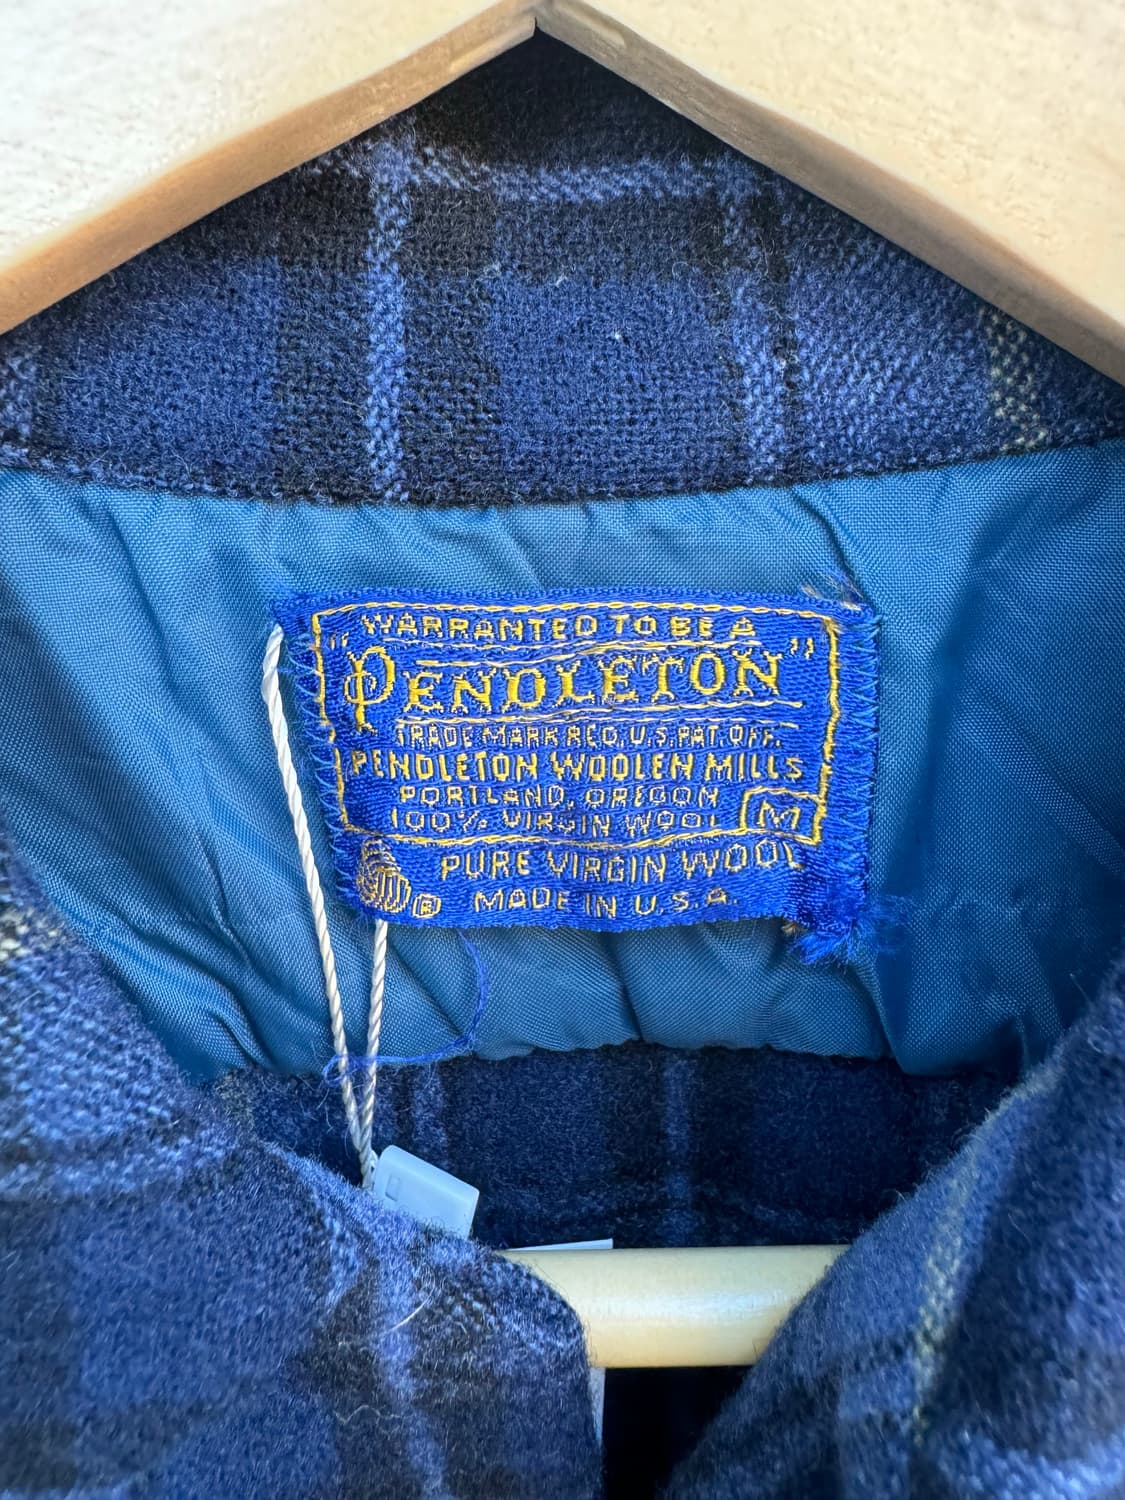 WARRANTED TO BE A
"PENDLETON"
TRADE MARK REG. U.S. PAT. OFF.
PENDLETON WOOLEN MILLS
PORTLAND, OREGON
100% VIRGIN WOOL M
PURE VIRGIN WOOL
® MADE IN U.S.A.